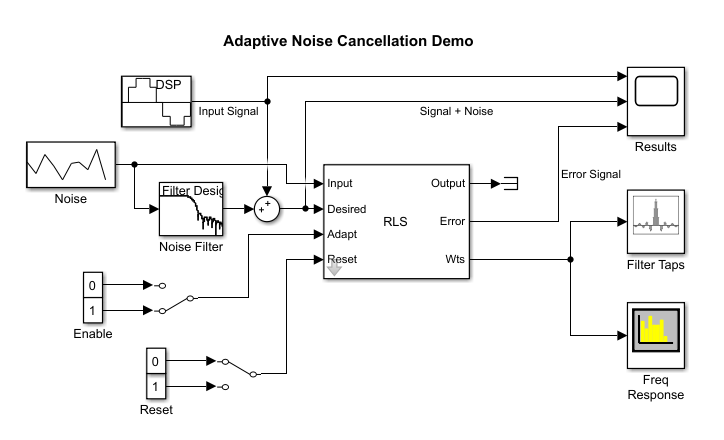 Adaptive Noise Cancellation Demo
DSP
Input Signal
Signal + Noise
Results
Noise
Filter Desig
Noise Filter
+
+
Input
Output
Desired
Error
RLS
Adapt
Reset
Wts
Error Signal
Filter Taps
0
1
Enable
0
1
Reset
Freq
Response